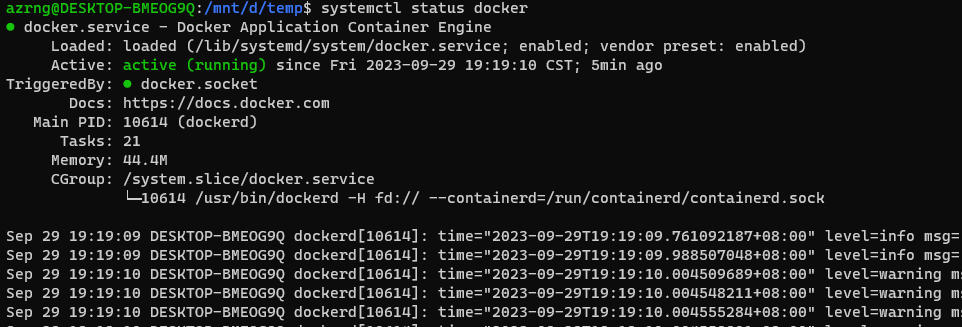 azrng@DESKTOP-BMEOG9Q:/mnt/d/temp$ systemctl status docker
● docker.service - Docker Application Container Engine
Loaded: loaded (/lib/systemd/system/docker.service; enabled; vendor preset: enabled)
Active: active (running) since Fri 2023-09-29 19:19:10 CST; 5min ago
TriggeredBy: ● docker.socket
Docs: https://docs.docker.com
Main PID: 10614 (dockerd)
Tasks: 21
Memory: 44.4M
CGroup: /system.slice/docker.service
└─10614 /usr/bin/dockerd -H fd:// --containerd=/run/containerd/containerd.sock
Sep 29 19:19:09 DESKTOP-BMEOG9Q dockerd[10614]: time="2023-09-29T19:19:09.761092187+08:00" level=info msg=
Sep 29 19:19:09 DESKTOP-BMEOG9Q dockerd[10614]: time="2023-09-29T19:19:09.988507048+08:00" level=info msg=
Sep 29 19:19:10 DESKTOP-BMEOG9Q dockerd[10614]: time="2023-09-29T19:19:10.004509689+08:00" level=warning ms
Sep 29 19:19:10 DESKTOP-BMEOG9Q dockerd[10614]: time="2023-09-29T19:19:10.004548211+08:00" level=warning ms
Sep 29 19:19:10 DESKTOP-BMEOG9Q dockerd[10614]: time="2023-09-29T19:19:10.004555284+08:00" level=warning ms